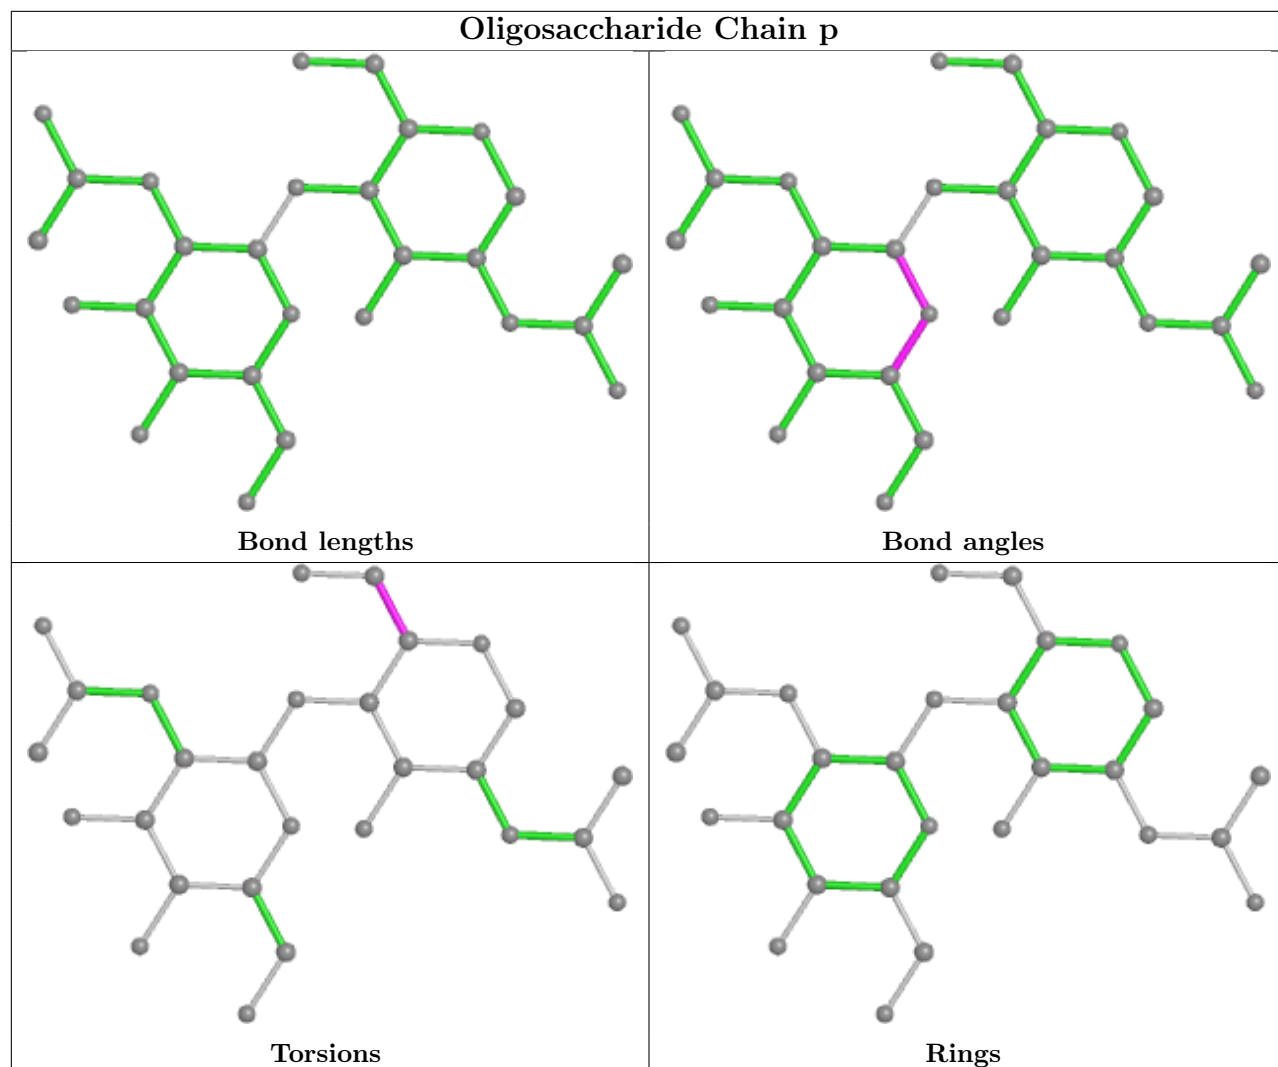 Oligosaccharide Chain p
Bond lengths
Bond angles
Torsions
Rings